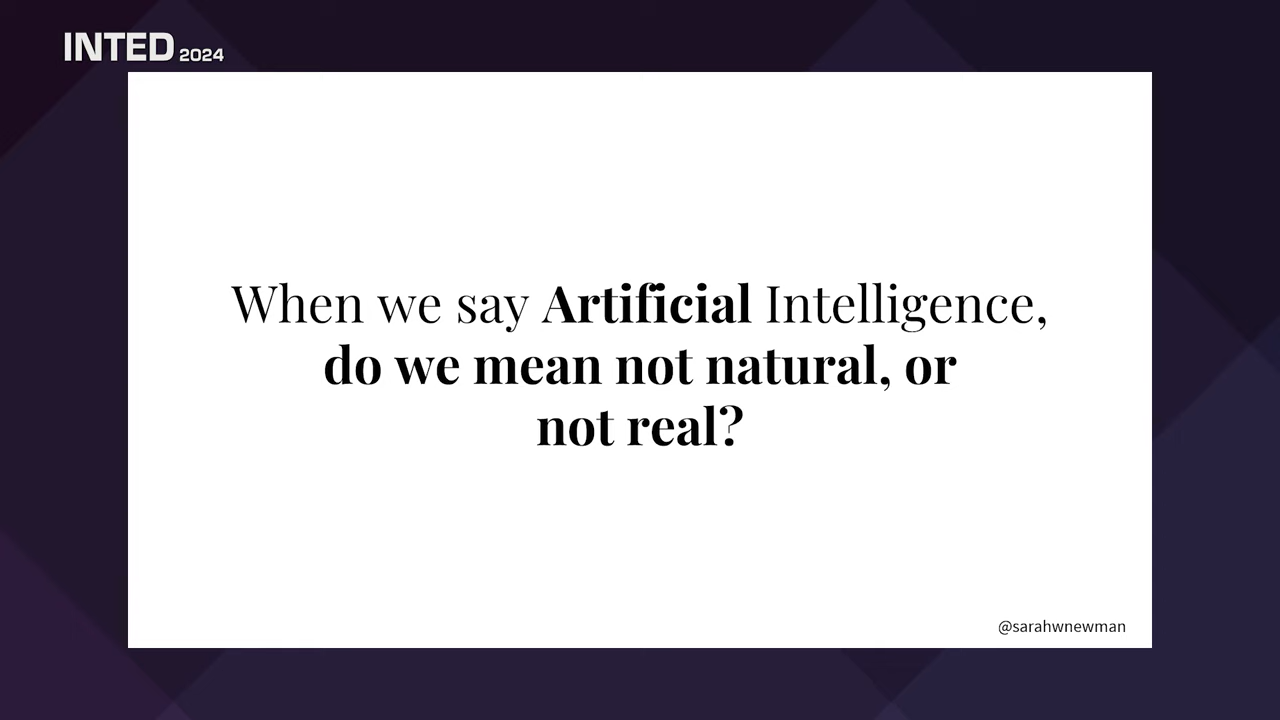 INTED 2024
When we say Artificial Intelligence,
do we mean not natural, or
not real?
@sarahwnewman